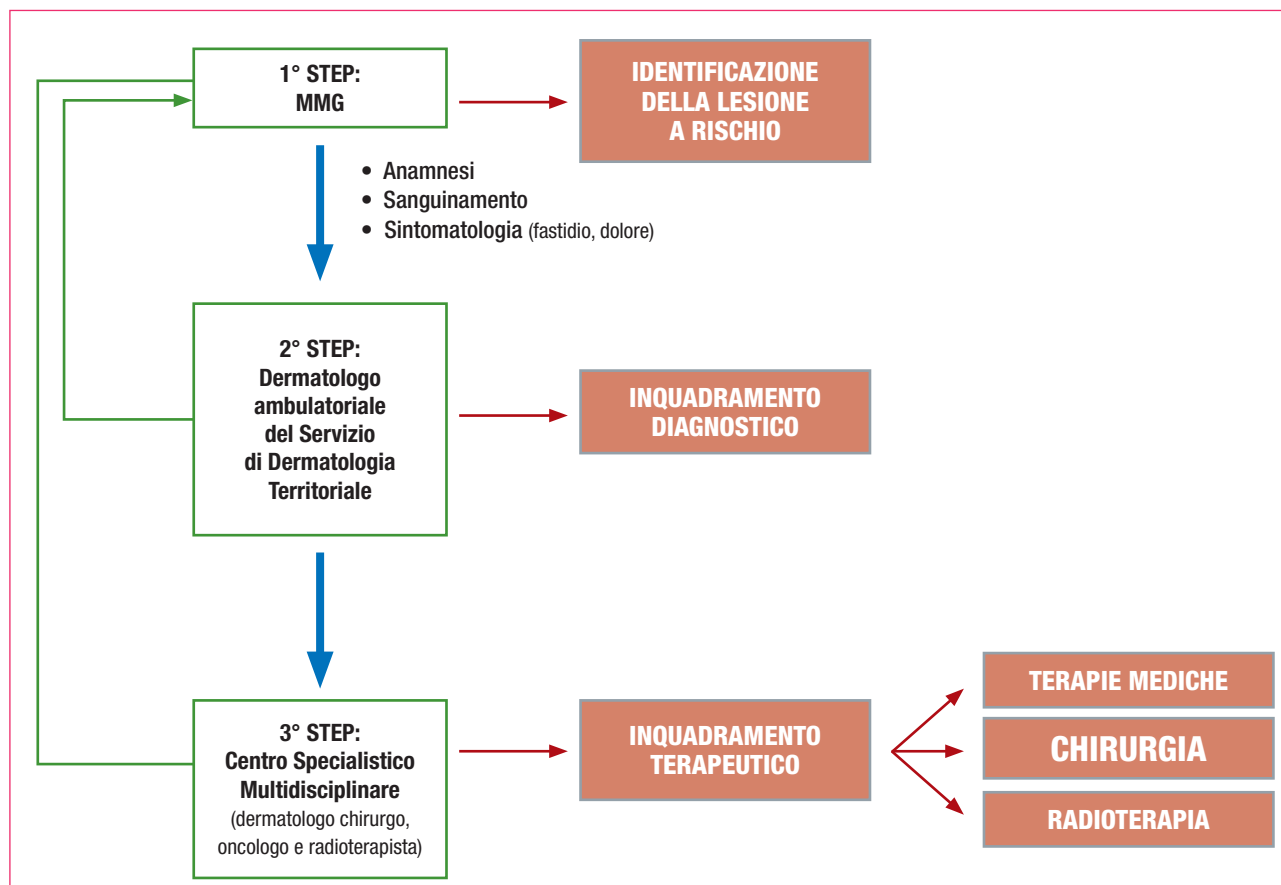 1° STEP:
MMG
IDENTIFICAZIONE
DELLA LESIONE
A RISCHIO
• Anamnesi
• Sanguinamento
• Sintomatologia (fastidio, dolore)
2° STEP:
Dermatologo
ambulatoriale
del Servizio
di Dermatologia
Territoriale
INQUADRAMENTO
DIAGNOSTICO
3° STEP:
Centro Specialistico
Multidisciplinare
(dermatologo chirurgo,
oncologo e radioterapista)
INQUADRAMENTO
TERAPEUTICO
TERAPIE MEDICHE
CHIRURGIA
RADIOTERAPIA